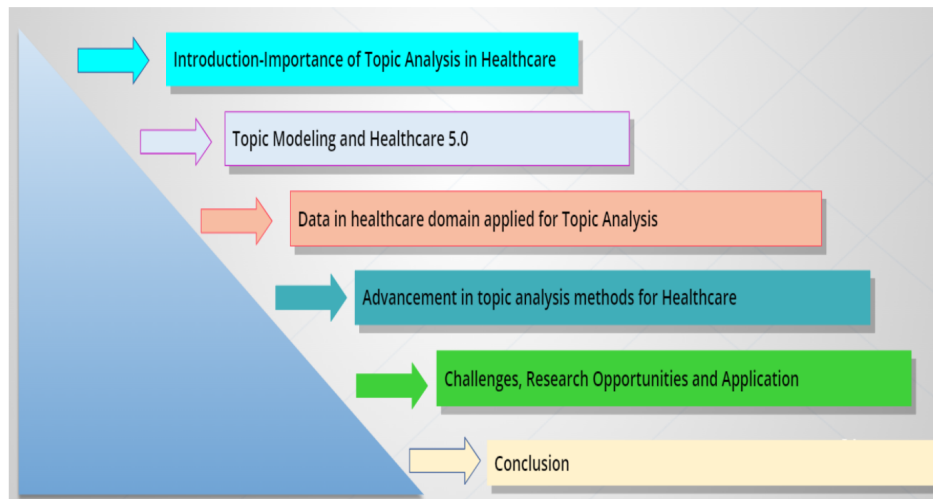 Introduction-Importance of Topic Analysis in Healthcare
Topic Modeling and Healthcare 5.0
Data in healthcare domain applied for Topic Analysis
Advancement in topic analysis methods for Healthcare
Challenges, Research Opportunities and Application
Conclusion